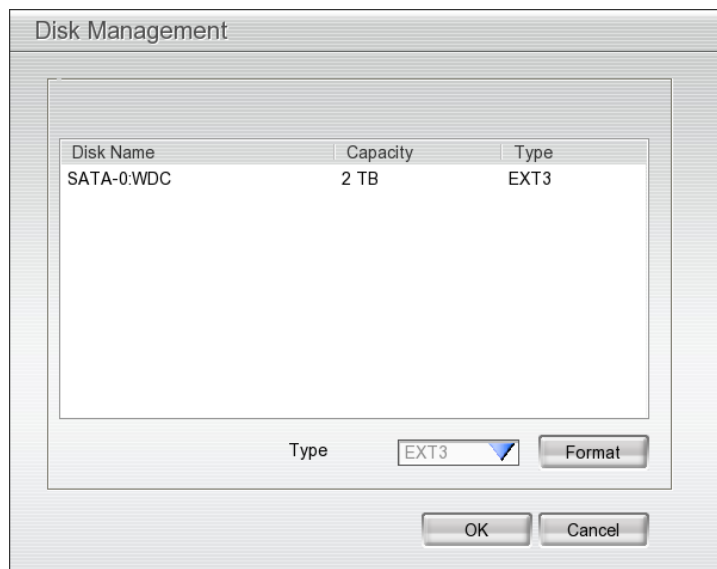 Disk Management
Disk Name Capacity Type
SATA-0:WDC 2 TB EXT3
Type EXT3 Format
OK Cancel